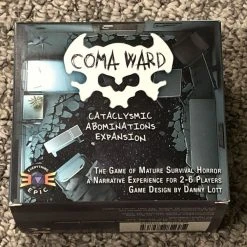 COMA WARD
CATACLYSMIC
ABOMINATIONS
EXPANSION
THE GAME OF MATURE SURVIVAL HORROR
& NARRATIVE EXPERIENCE FOR 2-6 PLAYERS
GAME DESIGN BY DANNY LOTT
EPIC